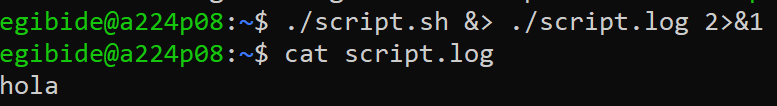 egibide@a224p08:~$ ./script.sh &> ./script.log 2>&1
egibide@a224p08:~$ cat script.log
hola